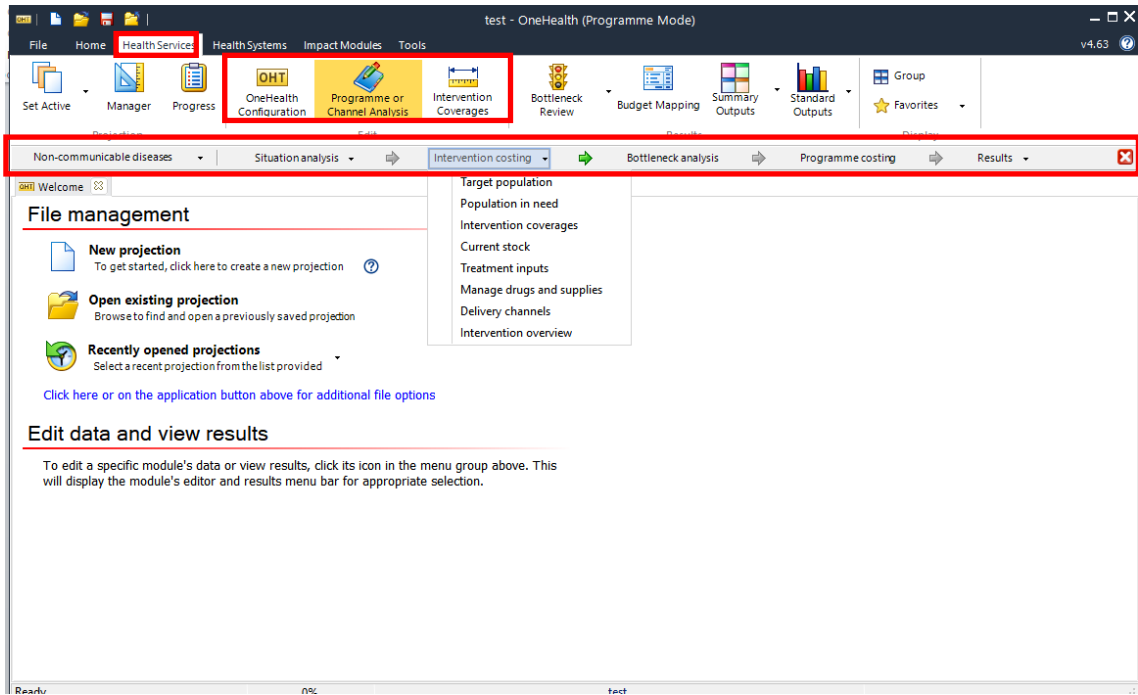 OHT
test - OneHealth (Programme Mode)
File Home Health Services Health Systems Impact Modules Tools v4.63
Set Active
Manager
Progress
OHT
OneHealth
Configuration
Programme or
Channel Analysis
Intervention
Coverages
Bottleneck
Review
Budget Mapping
Summary
Outputs
Standard
Outputs
Group
Favorites
Projection Edit Results Display
Non-communicable diseases Situation analysis Intervention costing Bottleneck analysis Programme costing Results
OHT Welcome
Target population
Population in need
Intervention coverages
Current stock
Treatment inputs
Manage drugs and supplies
Delivery channels
Intervention overview
File management
New projection
To get started, click here to create a new projection
Open existing projection
Browse to find and open a previously saved projection
Recently opened projections
Select a recent projection from the list provided
Click here or on the application button above for additional file options
Edit data and view results
To edit a specific module's data or view results, click its icon in the menu group above. This
will display the module's editor and results menu bar for appropriate selection.
Ready 0% test